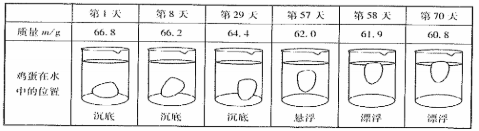 第1天 第8天 第29天 第57天 第58天 第70天
质量m/g 66.8 66.2 64.4 62.0 61.9 60.8
鸡蛋在水
中的位置
沉底 沉底 沉底 悬浮 漂浮 漂浮